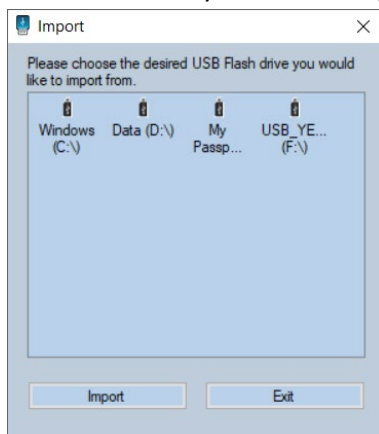 Import
Please choose the desired USB Flash drive you would
like to import from.
Windows (C:\)
Data (D:\)
My Passp...
USB_YE... (F:\)
Import
Exit